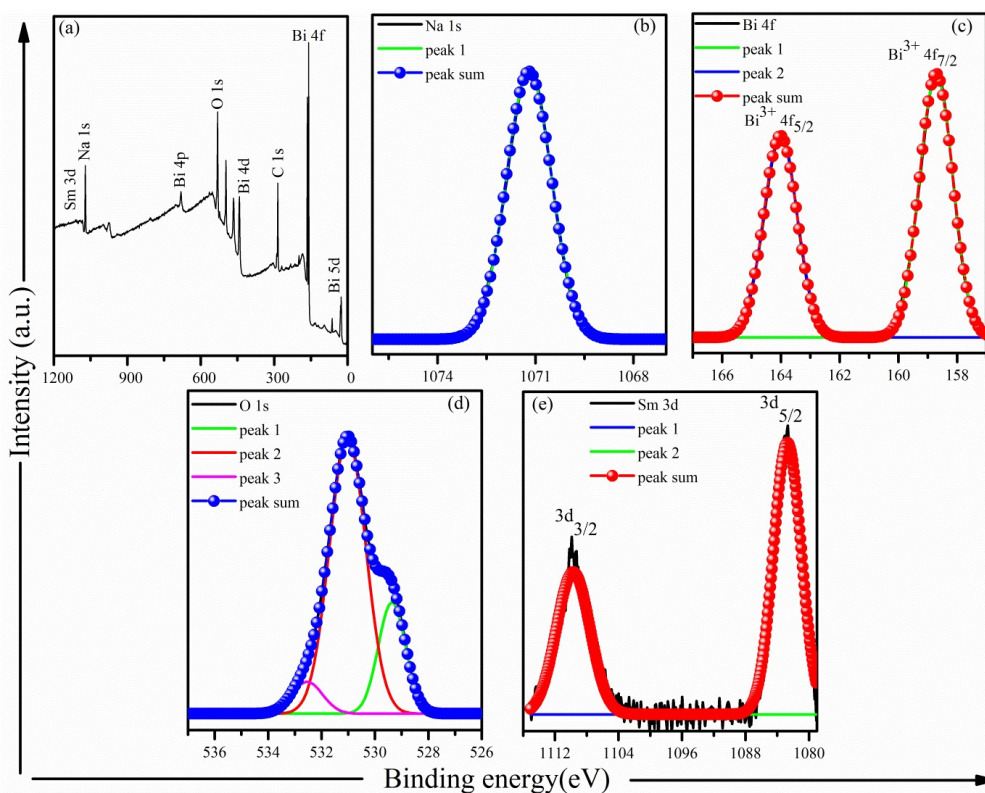 Intensity (a.u.)
(a)
Bi 4f
Sm 3d
Na 1s
Bi 4p
O 1s
Bi 4d
C 1s
Bi 5d
1200 900 600 300 0
(b)
Na 1s
peak 1
peak sum
1074 1071 1068
(c)
Bi 4f
peak 1
peak 2
peak sum
Bi³⁺ 4f₅/₂
Bi³⁺ 4f₇/₂
166 164 162 160 158
(d)
O 1s
peak 1
peak 2
peak 3
peak sum
536 534 532 530 528 526
(e)
Sm 3d
peak 1
peak 2
peak sum
3d
3/2
3d
5/2
1112 1104 1096 1088 1080
Binding energy(eV)